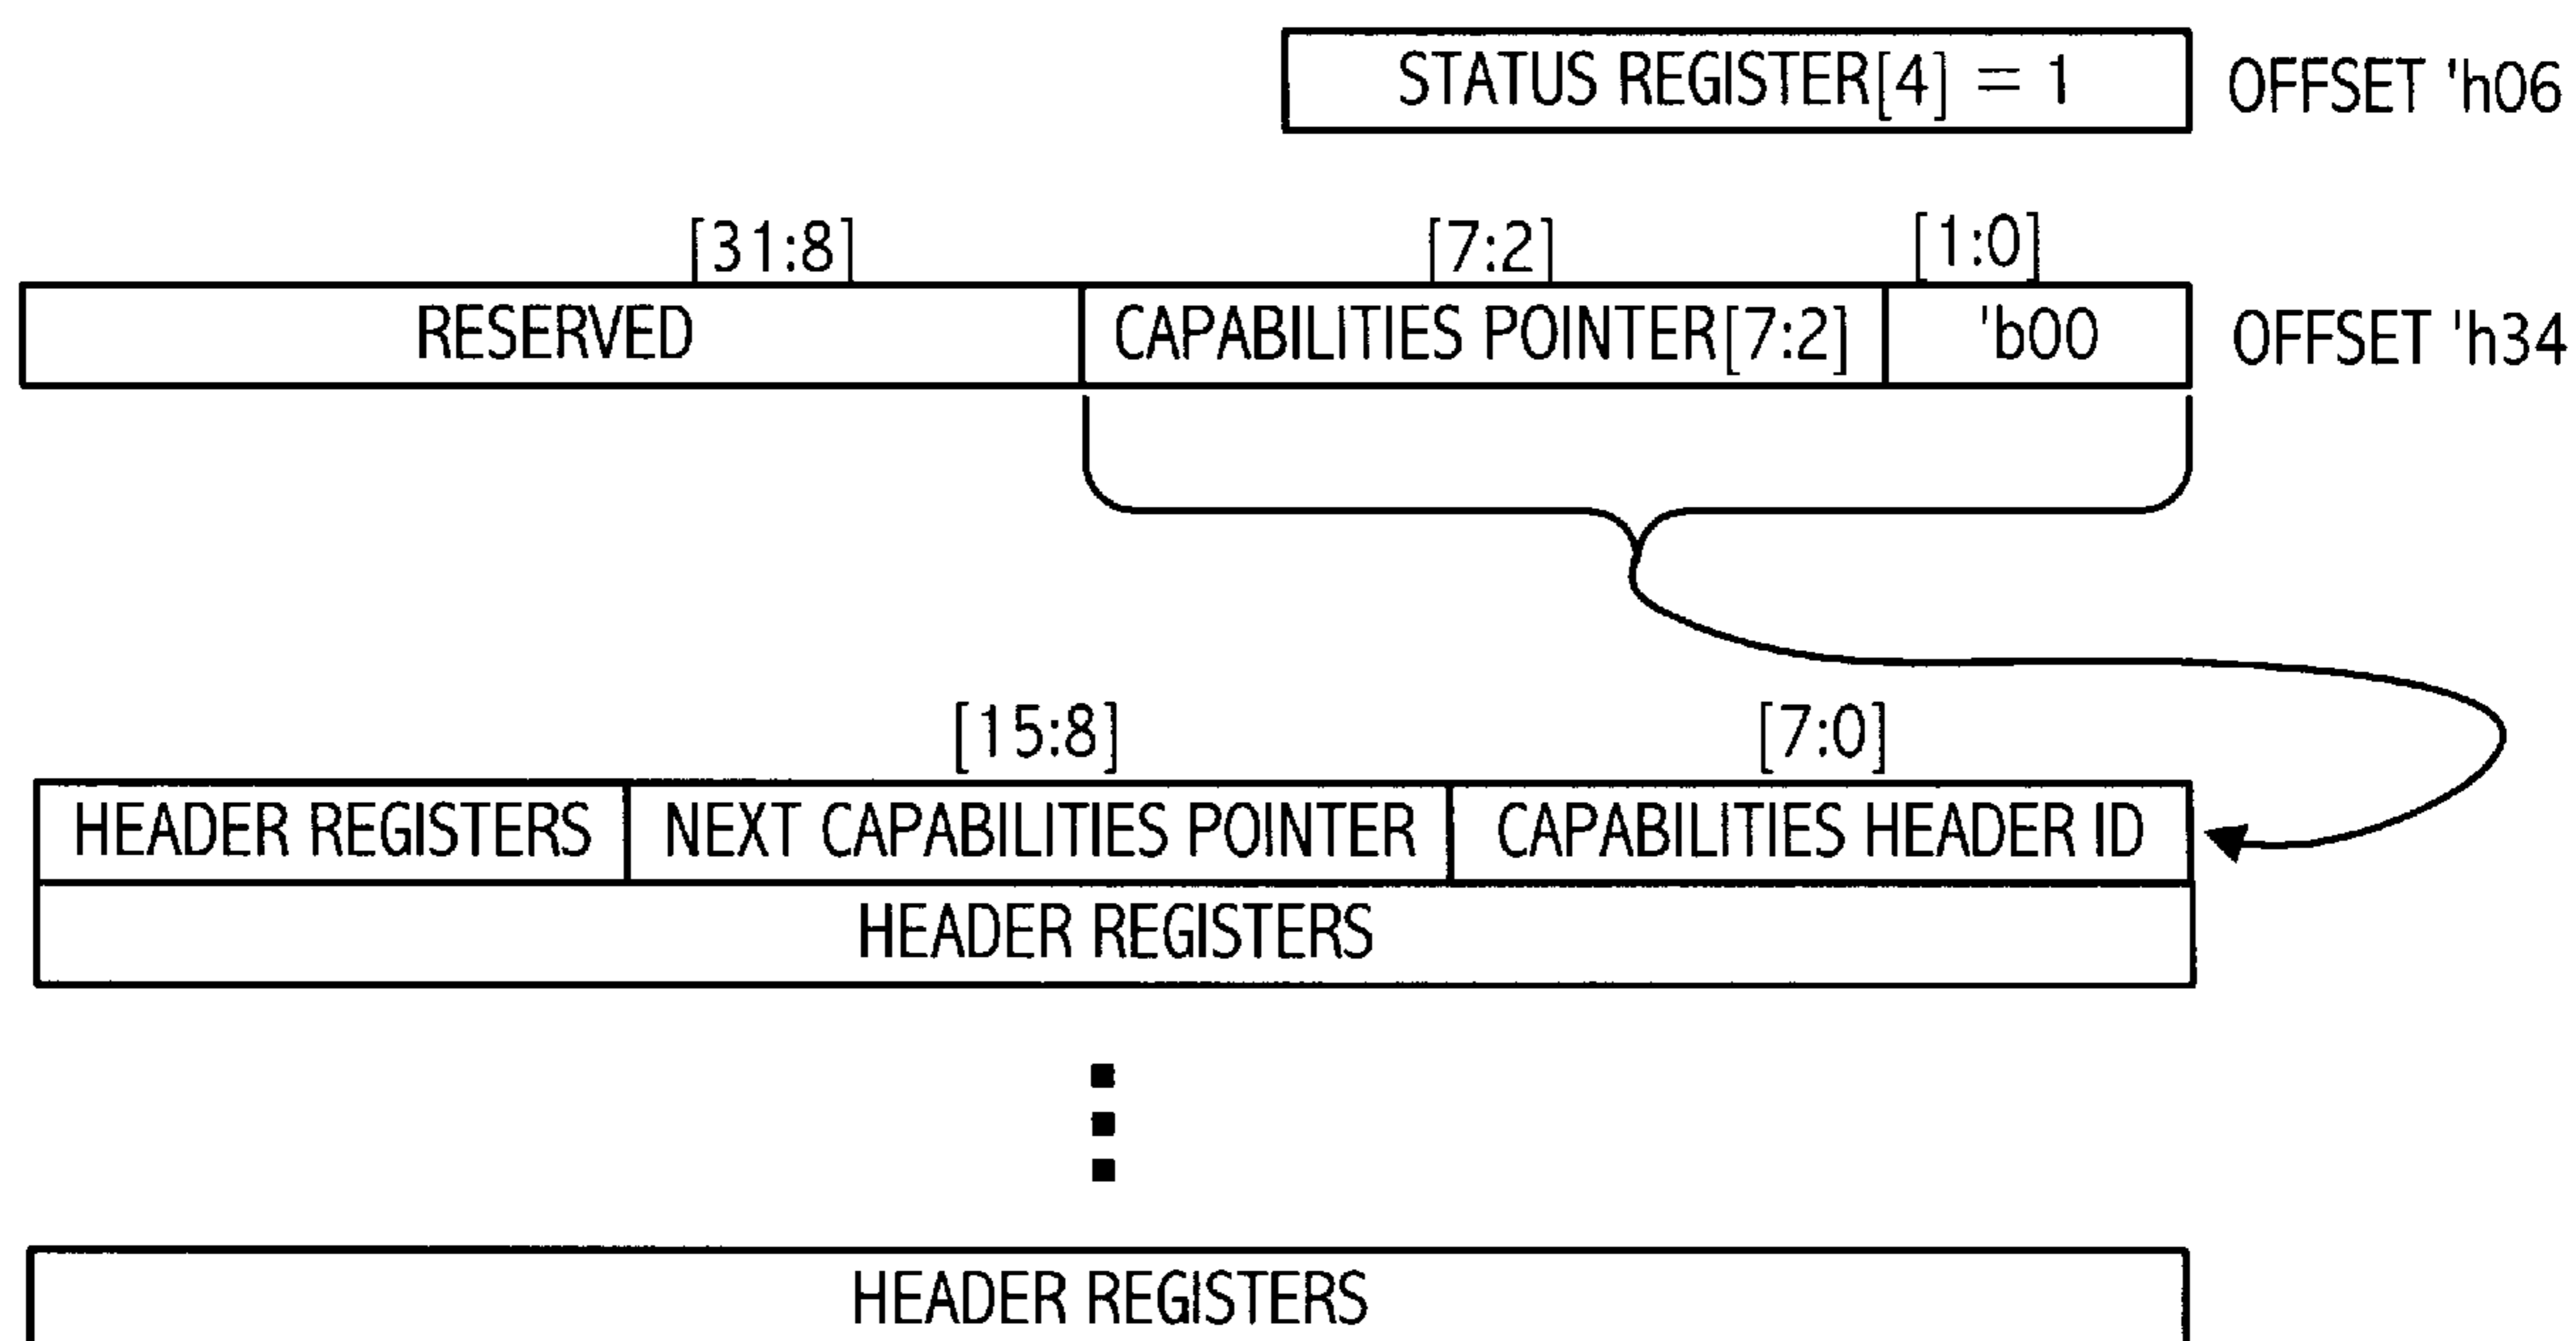 STATUS REGISTER[4] = 1 OFFSET 'h06
[31:8] [7:2] [1:0]
RESERVED CAPABILITIES POINTER[7:2] 'b00 OFFSET 'h34
[15:8] [7:0]
HEADER REGISTERS NEXT CAPABILITIES POINTER CAPABILITIES HEADER ID
HEADER REGISTERS
HEADER REGISTERS